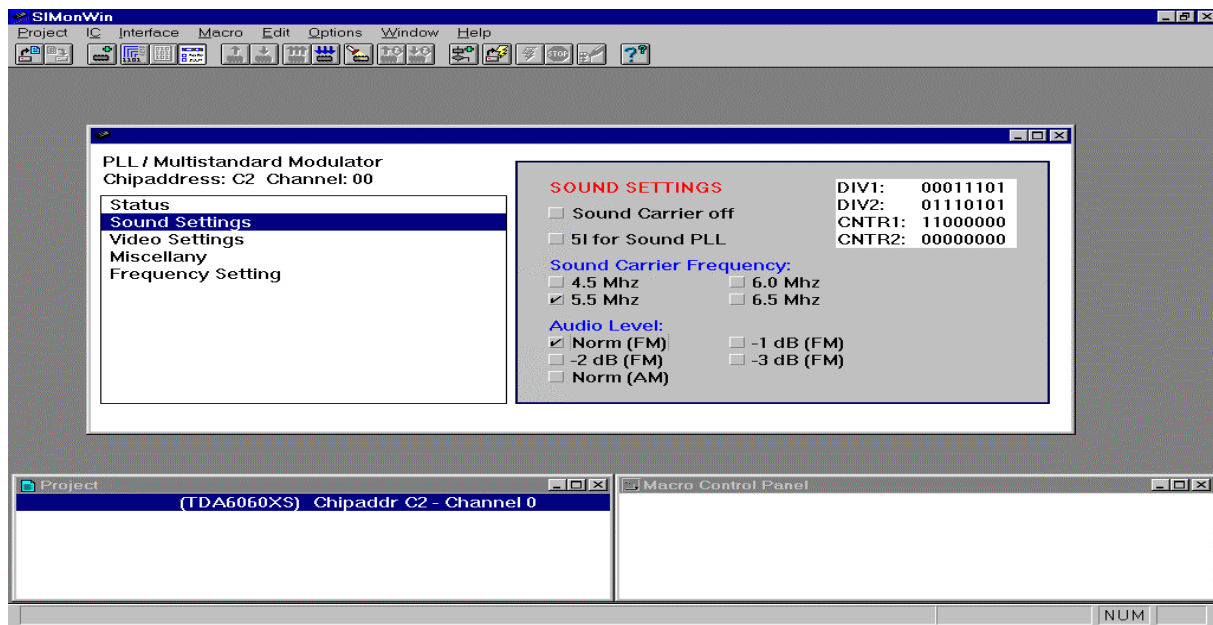 SIMonWin
Project IC Interface Macro Edit Options Window Help
PLL / Multistandard Modulator
Chipaddress: C2 Channel: 00
Status
Sound Settings
Video Settings
Miscellany
Frequency Setting
SOUND SETTINGS
Sound Carrier off
5I for Sound PLL
DIV1: 00011101
DIV2: 01110101
CNTR1: 11000000
CNTR2: 00000000
Sound Carrier Frequency:
4.5 Mhz 6.0 Mhz
5.5 Mhz 6.5 Mhz
Audio Level:
Norm (FM) -1 dB (FM)
-2 dB (FM) -3 dB (FM)
Norm (AM)
Project
(TDA6060XS) Chipaddr C2 - Channel 0
Macro Control Panel
NUM